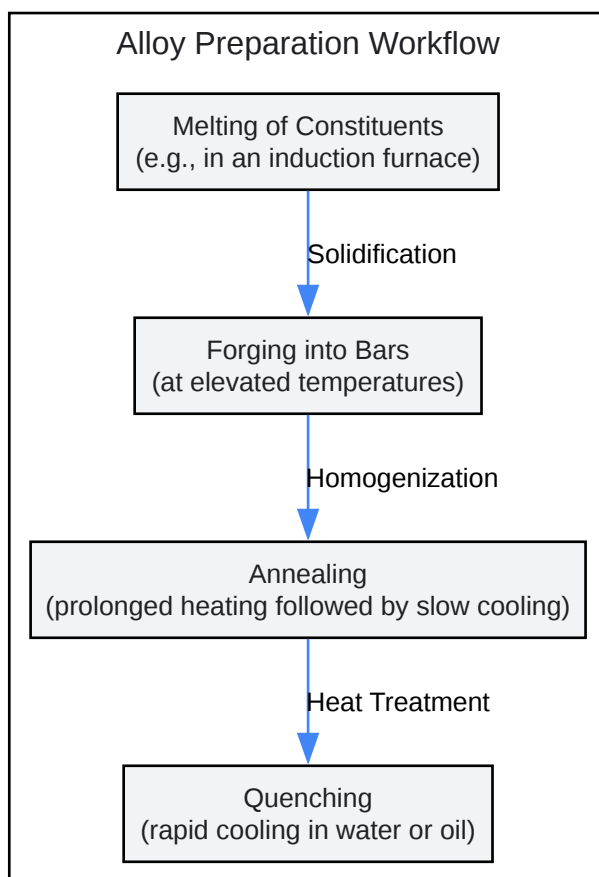 Alloy Preparation Workflow
Melting of Constituents
(e.g., in an induction furnace)
Solidification
Forging into Bars
(at elevated temperatures)
Homogenization
Annealing
(prolonged heating followed by slow cooling)
Heat Treatment
Quenching
(rapid cooling in water or oil)